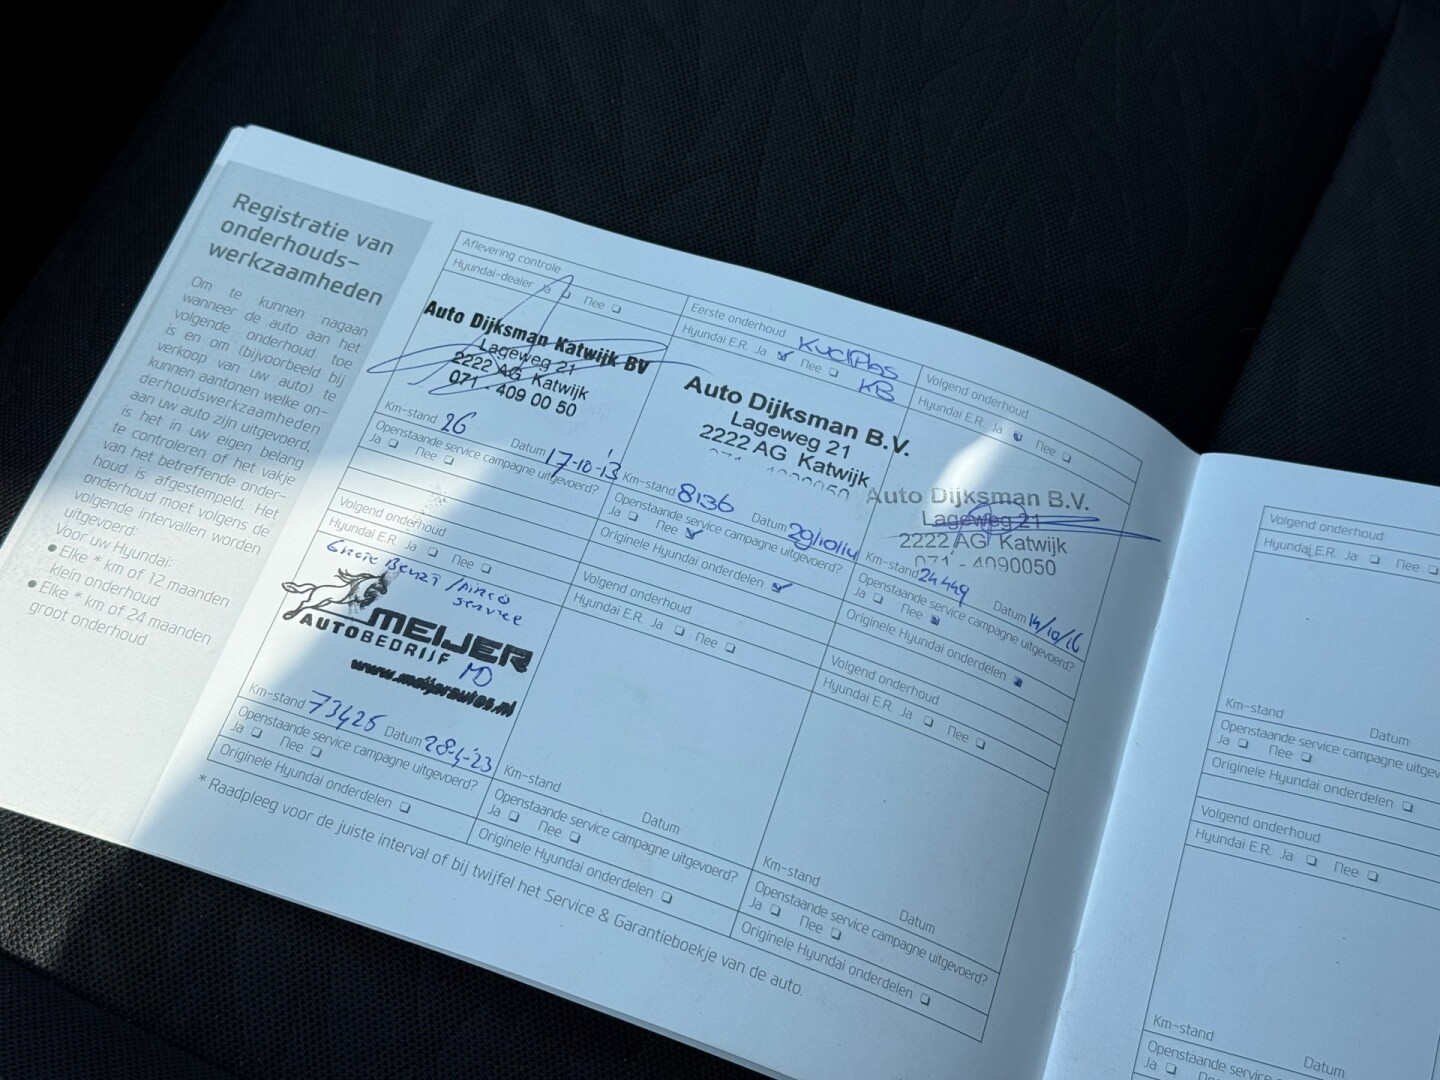 Registratie van
onderhouds-
werkzaamheden
Om te kunnen nagaan
wanneer de auto aan het
volgende onderhoud toe
is en om (bijvoorbeeld bij
verkoop van uw auto) te
kunnen aantonen welke on-
derhoudswerkzaamheden
aan uw auto zijn uitgevoerd,
is het in uw eigen belang
te controleren of het vakje
van het betreffende onder-
houd is afgestempeld. Het
onderhoud moet volgens de
volgende intervallen worden
uitgevoerd:
Voor uw Hyundai:
• Elke * km of 12 maanden
klein onderhoud
• Elke * km of 24 maanden
groot onderhoud
Aflevering controle
Hyundai-dealer Ja Nee
Auto Dijksman Katwijk BV
Lageweg 21
2222 AG Katwijk
071 - 409 00 50
Km-stand 26 Datum 17-10-'13
Openstaande service campagne uitgevoerd?
Ja Nee
Eerste onderhoud
Hyundai E.R. Ja Nee KB
Auto Dijksman B.V.
Lageweg 21
2222 AG Katwijk
071 - 4090050
Km-stand 8136 Datum 29/10/14
Openstaande service campagne uitgevoerd?
Ja Nee
Originele Hyundai onderdelen
Volgend onderhoud
Hyundai E.R. Ja Nee
Auto Dijksman B.V.
Lageweg 21
2222 AG Katwijk
071 - 4090050
Km-stand 24449 Datum 14/10/16
Openstaande service campagne uitgevoerd?
Ja Nee
Originele Hyundai onderdelen
Volgend onderhoud
Hyundai E.R. Ja Nee
service
MEIJER
AUTOBEDRIJF
www.meijerautos.nl
Km-stand 73425 Datum 28-4-'23
Openstaande service campagne uitgevoerd?
Ja Nee
Originele Hyundai onderdelen
Volgend onderhoud
Hyundai E.R. Ja Nee
Km-stand Datum
Openstaande service campagne uitgevoerd?
Ja Nee
Originele Hyundai onderdelen
Volgend onderhoud
Hyundai E.R. Ja Nee
Km-stand Datum
Openstaande service campagne uitgevoerd?
Ja Nee
Originele Hyundai onderdelen
* Raadpleeg voor de juiste interval of bij twijfel het Service & Garantieboekje van de auto.
Volgend onderhoud
Hyundai E.R. Ja Nee
Km-stand Datum
Openstaande service campagne
Ja Nee
Originele Hyundai onderdelen
Volgend onderhoud
Hyundai E.R. Ja Nee
Km-stand Datum
Openstaande service campagne
Ja Nee